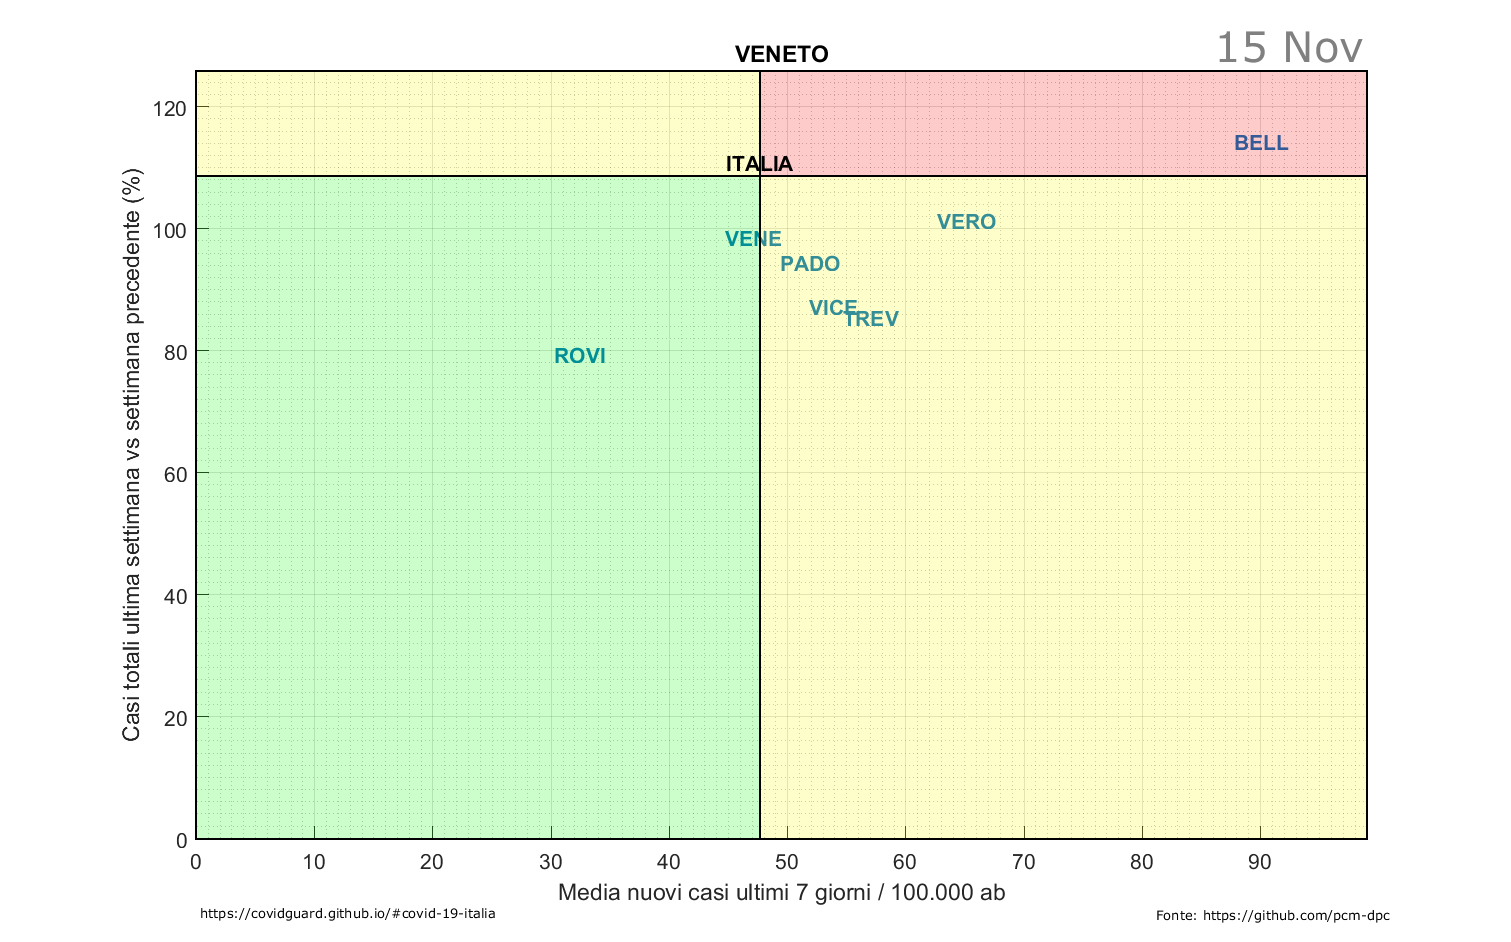 VENETO
15 Nov
120
100
80
60
40
20
0
Casi totali ultima settimana vs settimana precedente (%)
BELL
ITALIA
VERO
VENE
PADO
VICE
TREV
ROVI
0 10 20 30 40 50 60 70 80 90
Media nuovi casi ultimi 7 giorni / 100.000 ab
https://covidguard.github.io/#covid-19-italia
Fonte: https://github.com/pcm-dpc